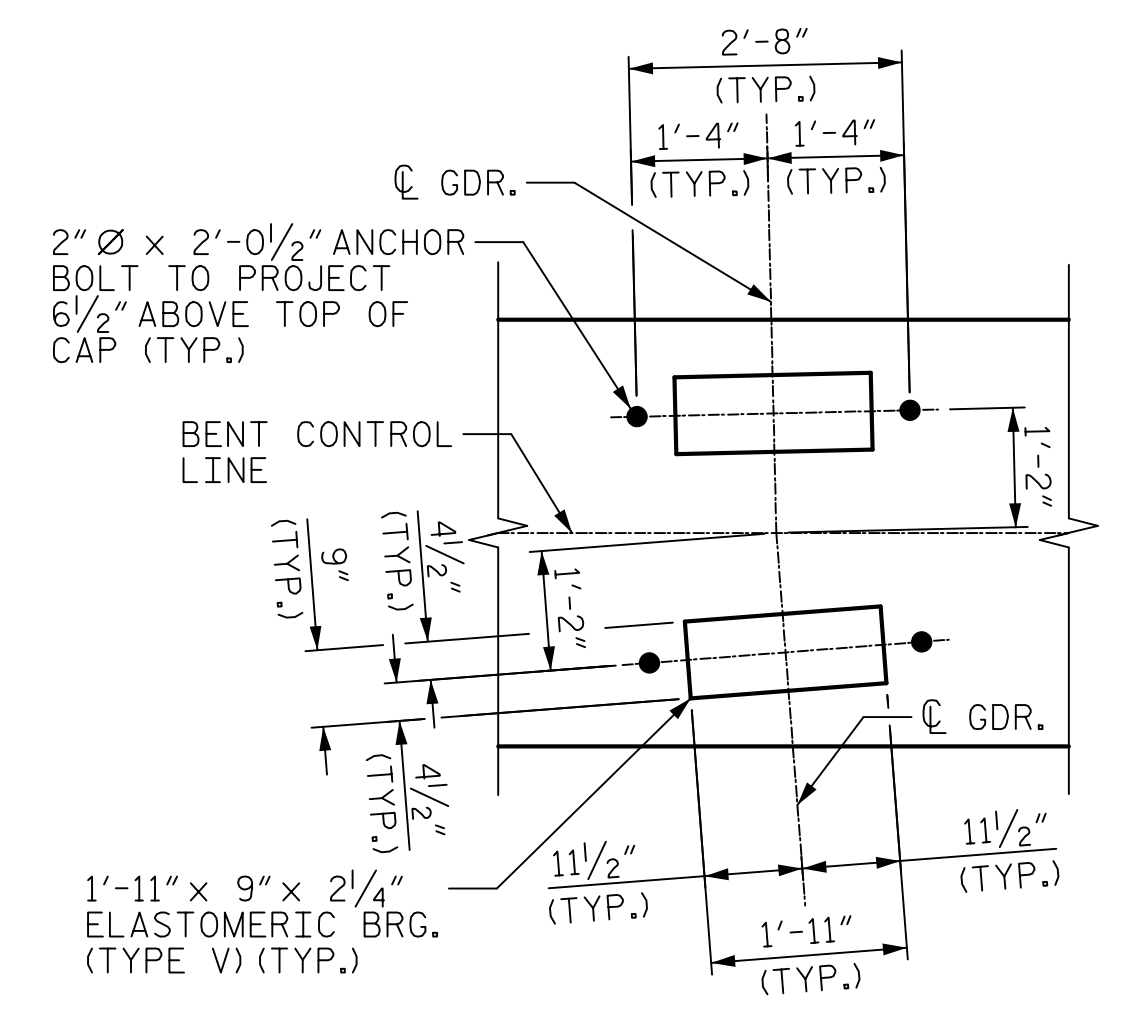 2'-8"
(TYP.)
1'-4"
(TYP.)
1'-4"
(TYP.)
℄ GDR.
2"Ø x 2'-0½" ANCHOR
BOLT TO PROJECT
6½" ABOVE TOP OF
CAP (TYP.)
BENT CONTROL
LINE
1'-2"
9"
(TYP.)
4½"
(TYP.)
1'-2"
℄ GDR.
4½"
(TYP.)
11½"
(TYP.)
11½"
(TYP.)
1'-11" x 9" x 2¼"
ELASTOMERIC BRG.
(TYPE V) (TYP.)
1'-11"
(TYP.)